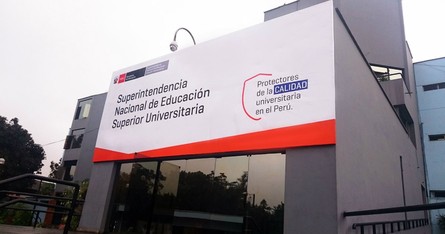 Superintendencia
Nacional de Educación
Superior Universitaria
Protectores
de la CALIDAD
universitaria
en el Perú.